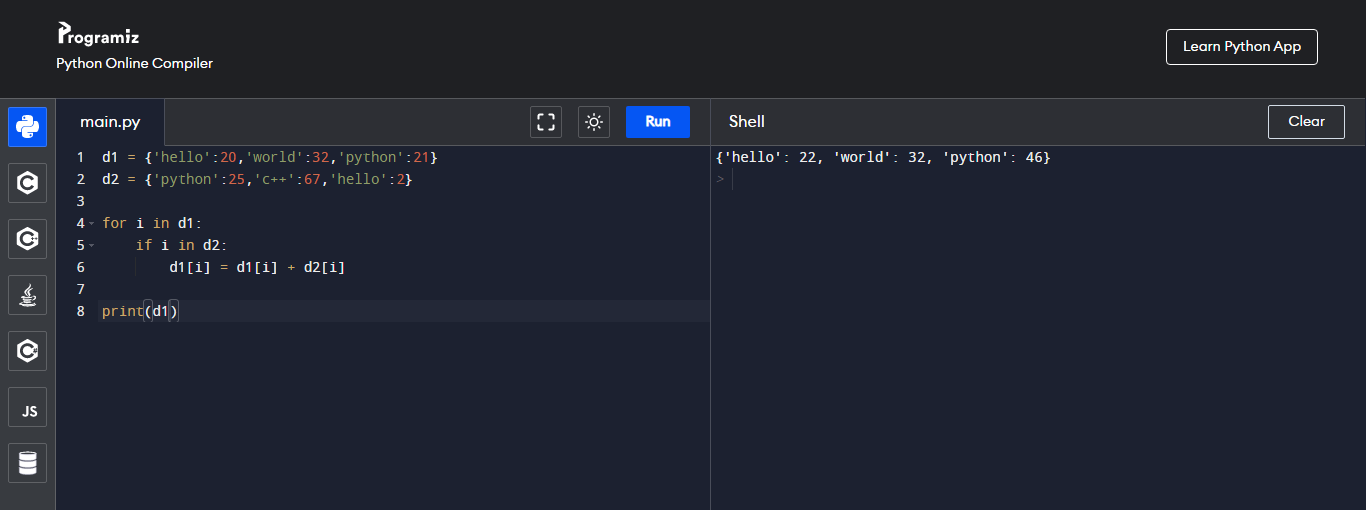 Programiz
Python Online Compiler
Learn Python App
main.py
Run
Shell
Clear
1 d1 = {'hello':20,'world':32,'python':21}
2 d2 = {'python':25,'c++':67,'hello':2}
3
4 for i in d1:
5     if i in d2:
6         d1[i] = d1[i] + d2[i]
7
8 print(d1)
{'hello': 22, 'world': 32, 'python': 46}
>
C
C++
C#
JS